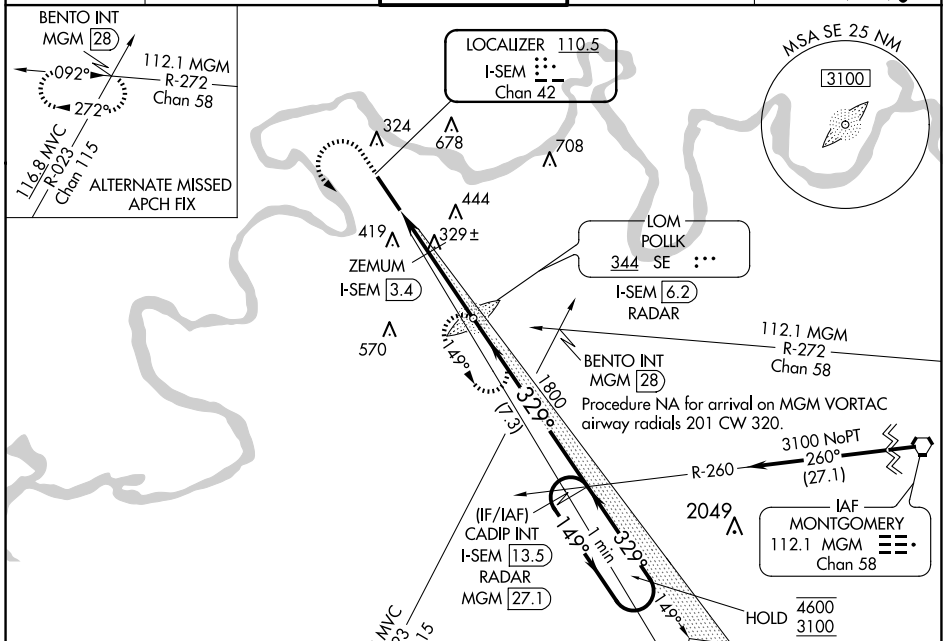 BENTO INT
MGM 28
092°
272°
112.1 MGM
R-272
Chan 58
116.8 MVC
R-023
Chan 115
ALTERNATE MISSED
APCH FIX
LOCALIZER 110.5
I-SEM
Chan 42
MSA SE 25 NM
3100
324
678
708
444
419
329±
ZEMUM
I-SEM 3.4
570
LOM
POLLK
344 SE
I-SEM 6.2
RADAR
112.1 MGM
R-272
Chan 58
BENTO INT
MGM 28
149°
(7.3)
329°
1800
Procedure NA for arrival on MGM VORTAC
airway radials 201 CW 320.
3100 NoPT
260°
(27.1)
R-260
2049
IAF
MONTGOMERY
112.1 MGM
Chan 58
(IF/IAF)
CADIP INT
I-SEM 13.5
RADAR
MGM 27.1
149°
1 min
329°
149°
HOLD 4600
3100
MVC